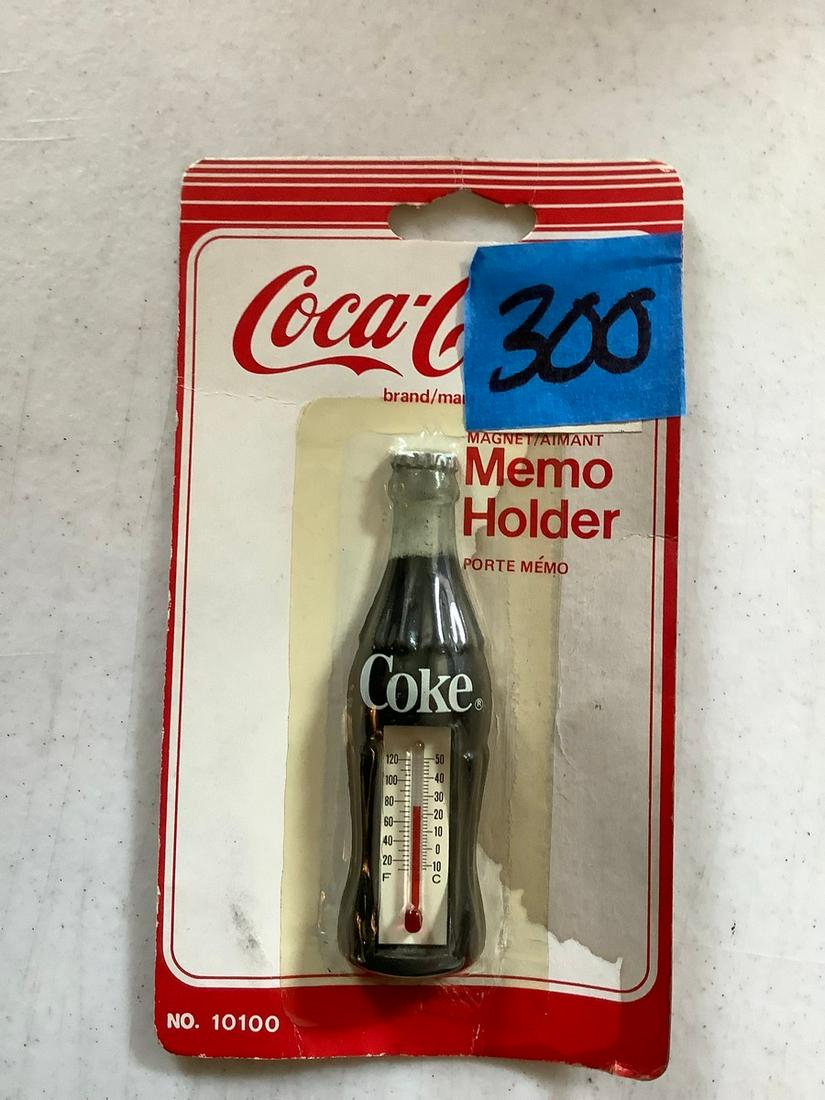 Coca-C
300
brand/mar
MAGNET/AIMANT
Memo
Holder
PORTE MÉMO
Coke®
120 50
100 40
80 30
60 20
40 10
20 0
10
F C
NO. 10100